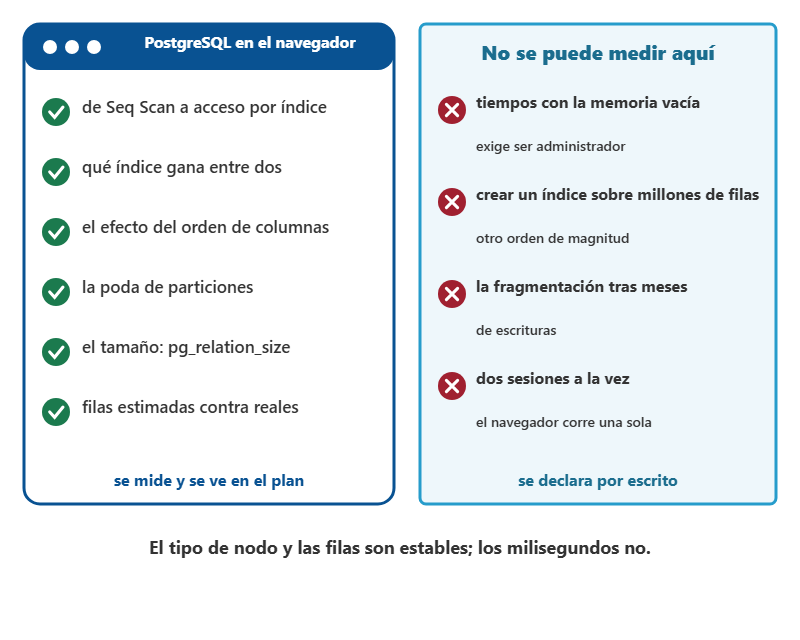 PostgreSQL en el navegador
de Seq Scan a acceso por índice
qué índice gana entre dos
el efecto del orden de columnas
la poda de particiones
el tamaño: pg_relation_size
filas estimadas contra reales
se mide y se ve en el plan
No se puede medir aquí
tiempos con la memoria vacía
exige ser administrador
crear un índice sobre millones de filas
otro orden de magnitud
la fragmentación tras meses
de escrituras
dos sesiones a la vez
el navegador corre una sola
se declara por escrito
El tipo de nodo y las filas son estables; los milisegundos no.